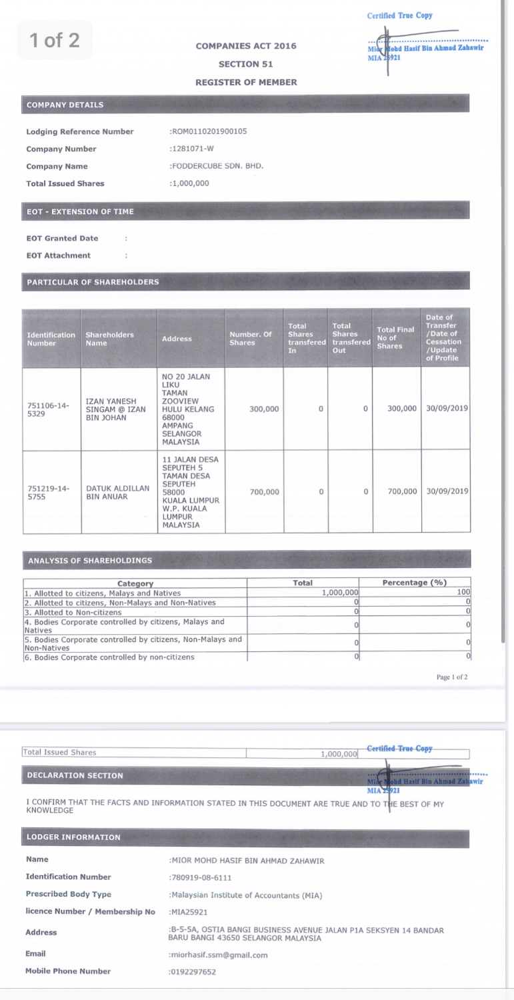 1 of 2
Certified True Copy
Mior Mohd Hasif Bin Ahmad Zahawir
MIA 25921
COMPANIES ACT 2016
SECTION 51
REGISTER OF MEMBER
COMPANY DETAILS
Lodging Reference Number :ROM0110201900105
Company Number :1281071-W
Company Name :FODDERCUBE SDN. BHD.
Total Issued Shares :1,000,000
EOT - EXTENSION OF TIME
EOT Granted Date :
EOT Attachment :
PARTICULAR OF SHAREHOLDERS
Identification Number
Shareholders Name
Address
Number. Of Shares
Total Shares transfered In
Total Shares transfered Out
Total Final No of Shares
Date of Transfer /Date of Cessation /Update of Profile
751106-14-
5329
IZAN YANESH
SINGAM @ IZAN
BIN JOHAN
NO 20 JALAN
LIKU
TAMAN
ZOOVIEW
HULU KELANG
68000
AMPANG
SELANGOR
MALAYSIA
300,000 0 0 300,000 30/09/2019
751219-14-
5755
DATUK ALDILLAN
BIN ANUAR
11 JALAN DESA
SEPUTEH 5
TAMAN DESA
SEPUTEH
58000
KUALA LUMPUR
W.P. KUALA
LUMPUR
MALAYSIA
700,000 0 0 700,000 30/09/2019
ANALYSIS OF SHAREHOLDINGS
Category Total Percentage (%)
1. Allotted to citizens, Malays and Natives 1,000,000 100
2. Allotted to citizens, Non-Malays and Non-Natives 0 0
3. Allotted to Non-citizens 0 0
4. Bodies Corporate controlled by citizens, Malays and
Natives 0 0
5. Bodies Corporate controlled by citizens, Non-Malays and
Non-Natives 0 0
6. Bodies Corporate controlled by non-citizens 0 0
Page 1 of 2
Total Issued Shares 1,000,000
Certified True Copy
Mior Mohd Hasif Bin Ahmad Zahawir
MIA 25921
DECLARATION SECTION
I CONFIRM THAT THE FACTS AND INFORMATION STATED IN THIS DOCUMENT ARE TRUE AND TO THE BEST OF MY
KNOWLEDGE
LODGER INFORMATION
Name :MIOR MOHD HASIF BIN AHMAD ZAHAWIR
Identification Number :780919-08-6111
Prescribed Body Type :Malaysian Institute of Accountants (MIA)
licence Number / Membership No :MIA25921
Address :B-5-5A, OSTIA BANGI BUSINESS AVENUE JALAN P1A SEKSYEN 14 BANDAR
BARU BANGI 43650 SELANGOR MALAYSIA
Email :miorhasif.ssm@gmail.com
Mobile Phone Number :0192297652